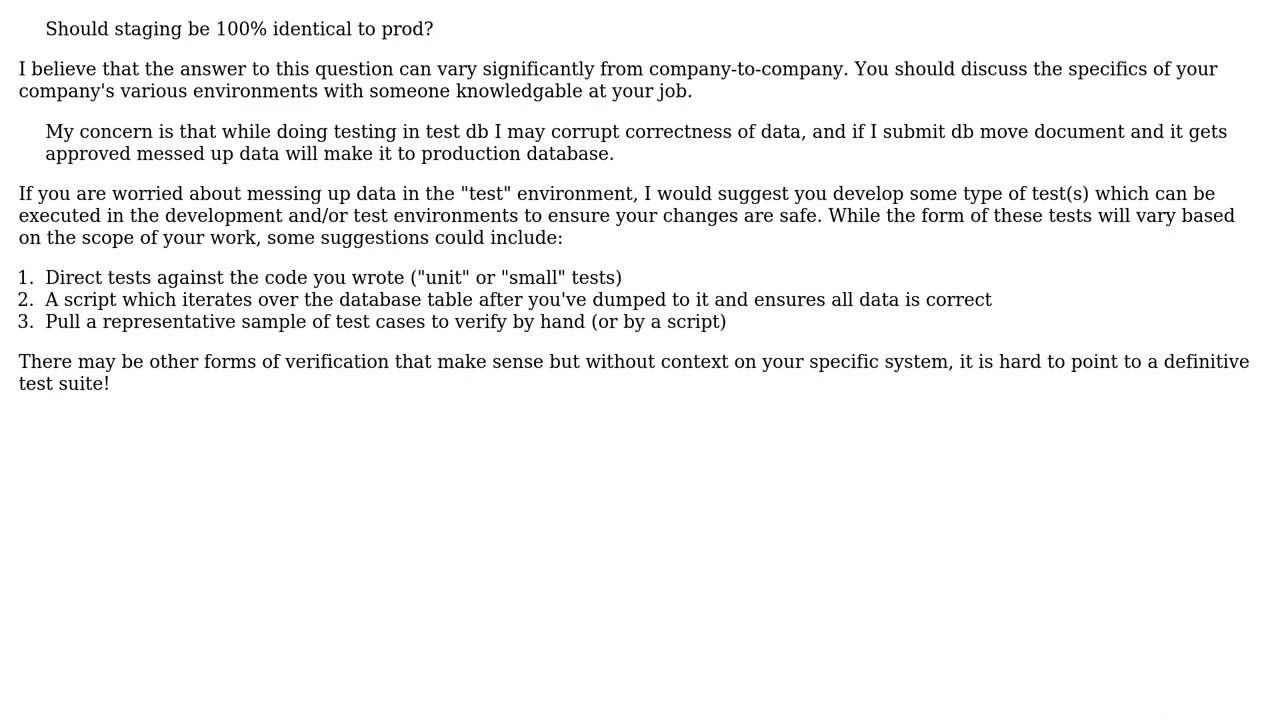 Should staging be 100% identical to prod?
I believe that the answer to this question can vary significantly from company-to-company. You should discuss the specifics of your
company's various environments with someone knowledgable at your job.
My concern is that while doing testing in test db I may corrupt correctness of data, and if I submit db move document and it gets
approved messed up data will make it to production database.
If you are worried about messing up data in the "test" environment, I would suggest you develop some type of test(s) which can be
executed in the development and/or test environments to ensure your changes are safe. While the form of these tests will vary based
on the scope of your work, some suggestions could include:
1. Direct tests against the code you wrote ("unit" or "small" tests)
2. A script which iterates over the database table after you've dumped to it and ensures all data is correct
3. Pull a representative sample of test cases to verify by hand (or by a script)
There may be other forms of verification that make sense but without context on your specific system, it is hard to point to a definitive
test suite!